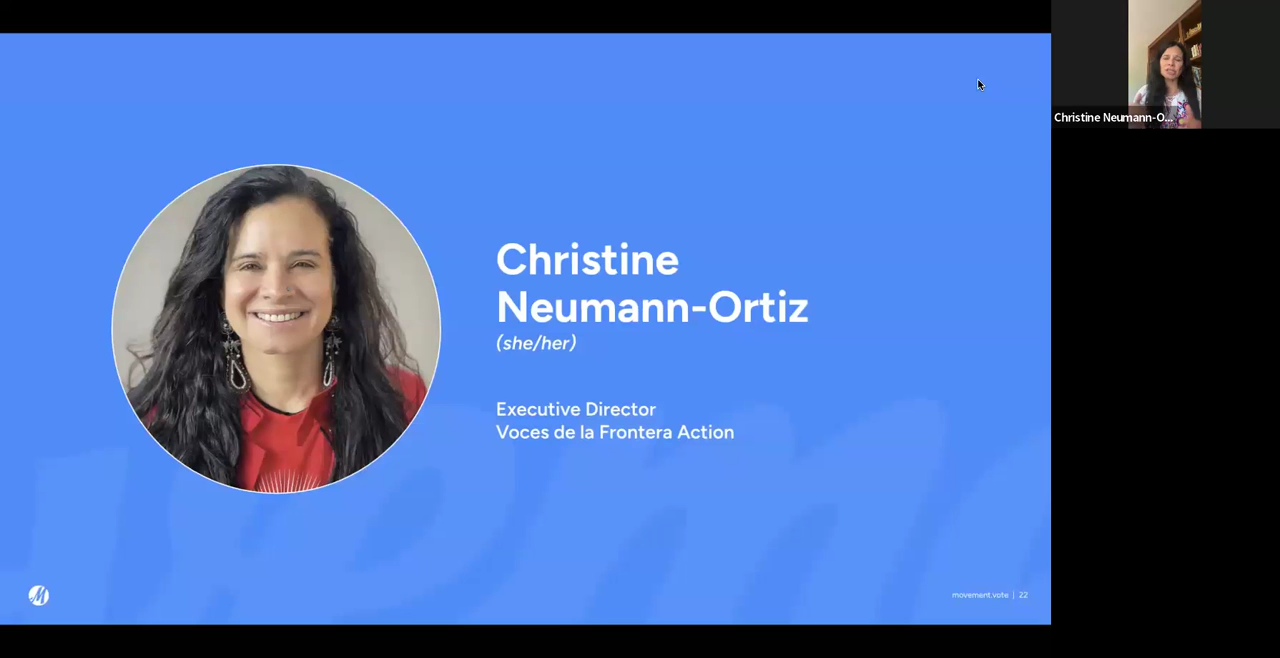 Christine
Neumann-Ortiz
(she/her)
Executive Director
Voces de la Frontera Action
movement.vote | 22
Christine Neumann-O...